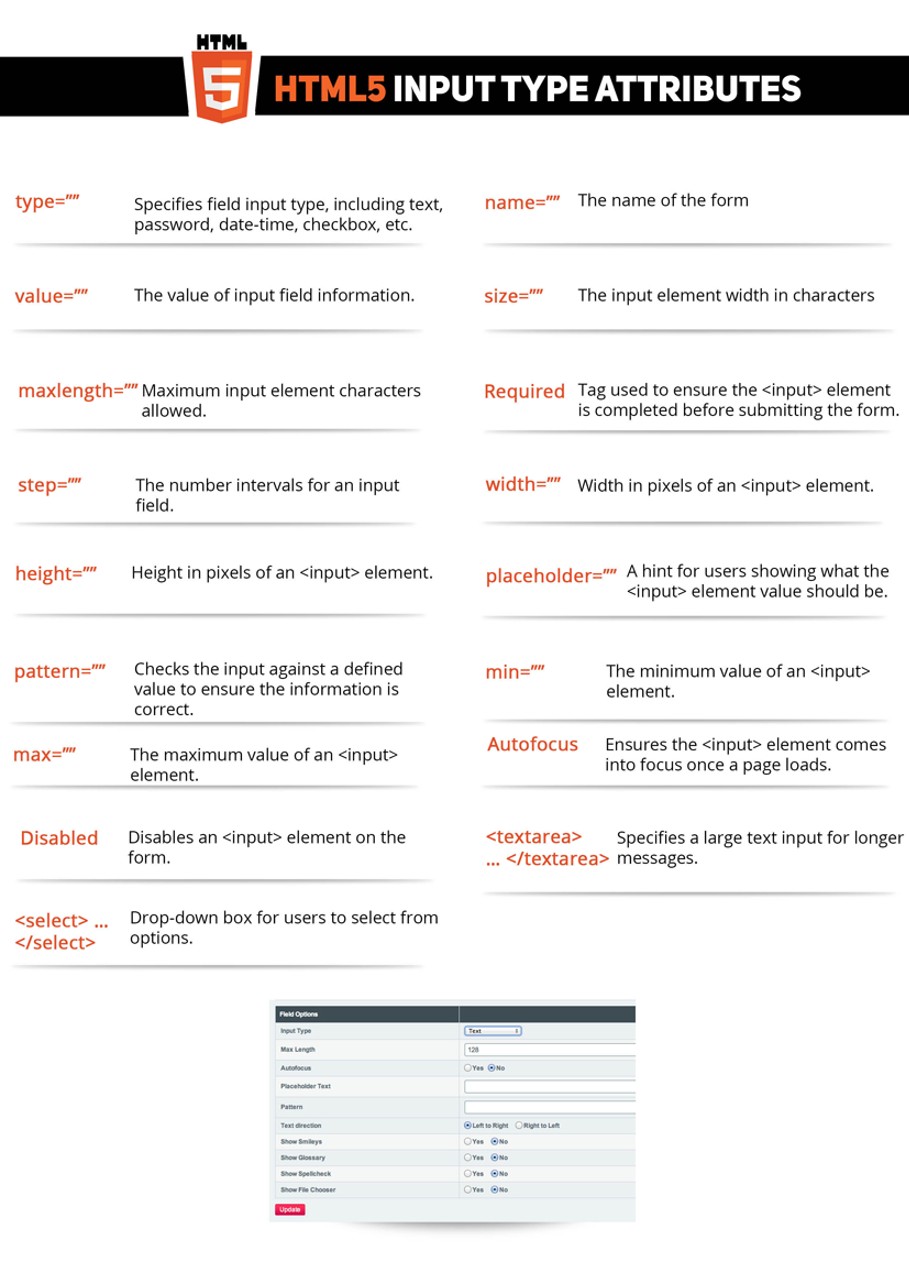 HTML
5
HTML5 INPUT TYPE ATTRIBUTES
type=””
Specifies field input type, including text,
password, date-time, checkbox, etc.
name=””
The name of the form
value=””
The value of input field information.
size=””
The input element width in characters
maxlength=””
Maximum input element characters
allowed.
Required
Tag used to ensure the <input> element
is completed before submitting the form.
step=””
The number intervals for an input
field.
width=””
Width in pixels of an <input> element.
height=””
Height in pixels of an <input> element.
placeholder=””
A hint for users showing what the
<input> element value should be.
pattern=””
Checks the input against a defined
value to ensure the information is
correct.
min=””
The minimum value of an <input>
element.
max=””
The maximum value of an <input>
element.
Autofocus
Ensures the <input> element comes
into focus once a page loads.
Disabled
Disables an <input> element on the
form.
<textarea>
... </textarea>
Specifies a large text input for longer
messages.
<select> ...
</select>
Drop-down box for users to select from
options.
Field Options
Input Type Text
Max Length 128
Autofocus Yes No
Placeholder Text
Pattern
Text direction Left to Right Right to Left
Show Smileys Yes No
Show Glossary Yes No
Show Spellcheck Yes No
Show File Chooser Yes No
Update